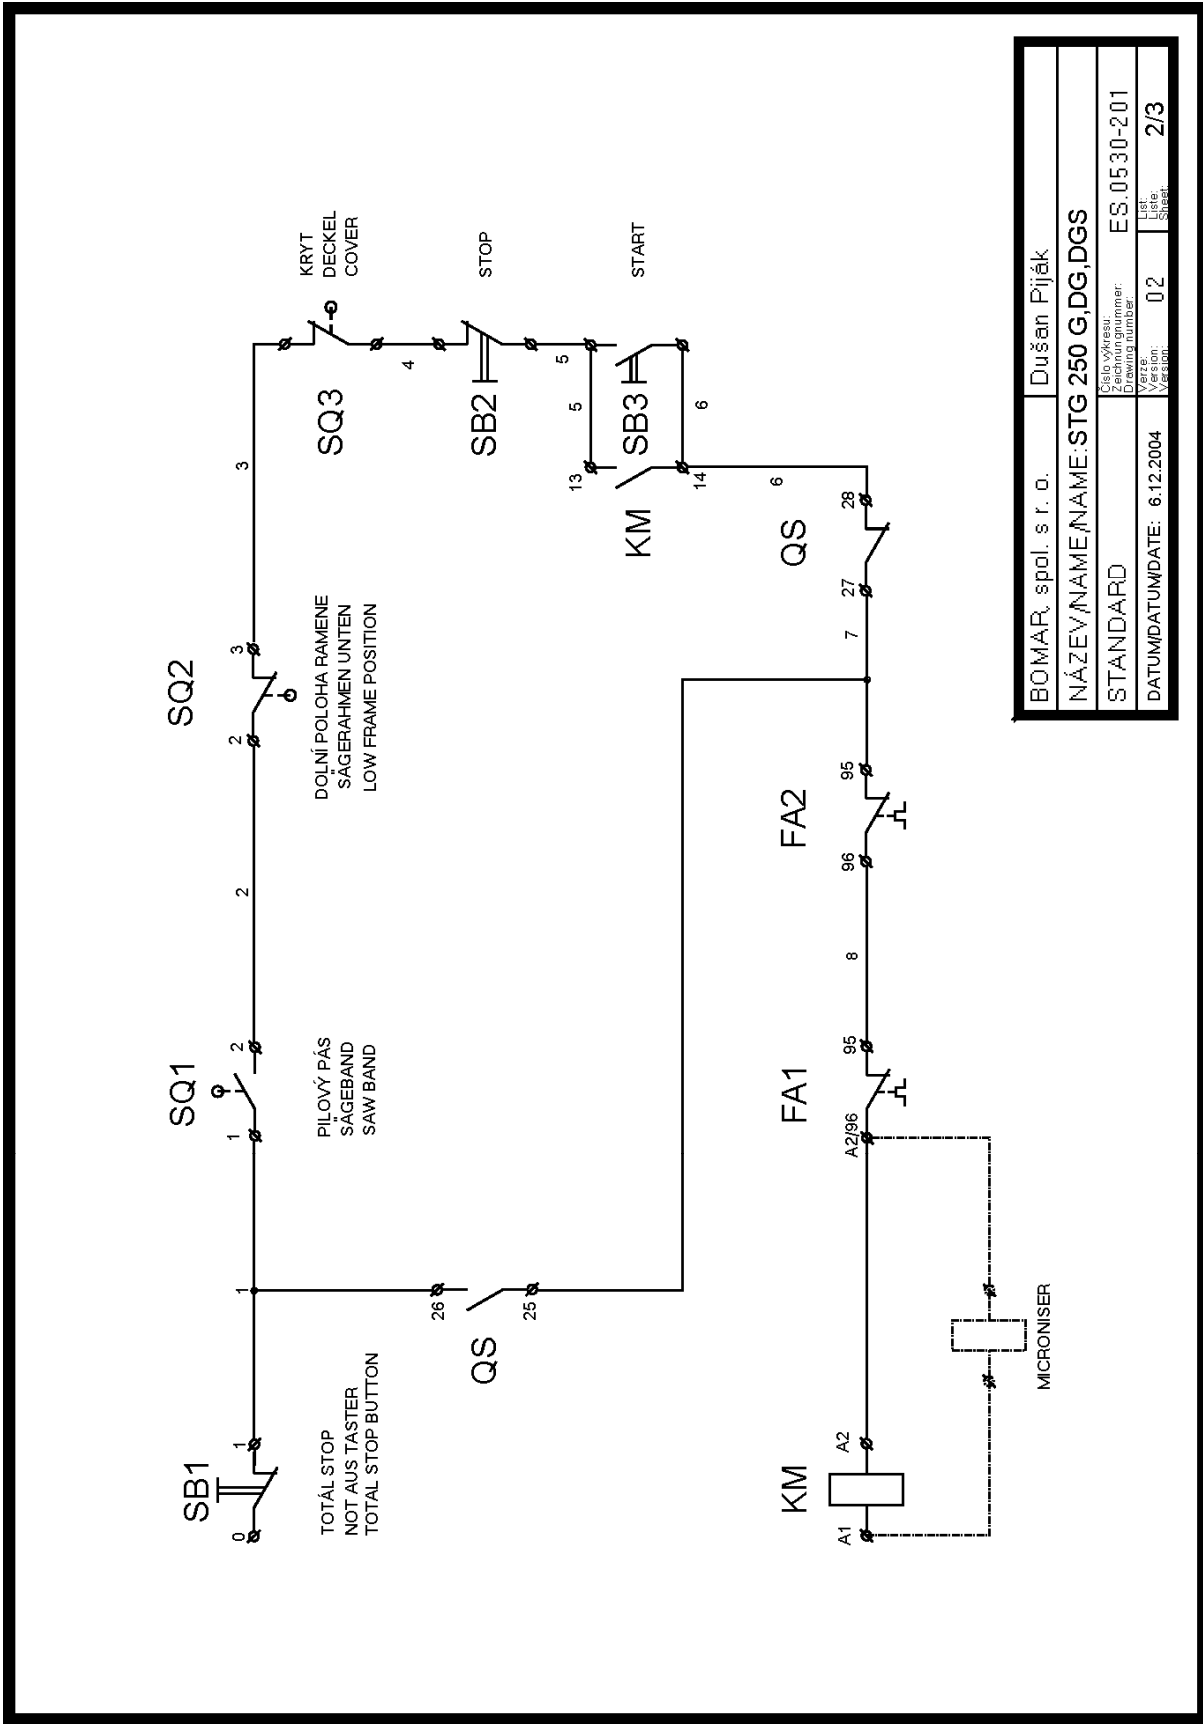 SB1
0
1
TOTÁL STOP
NOT AUS TASTER
TOTAL STOP BUTTON
1
SQ1
1
2
PILOVÝ PÁS
SÄGEBAND
SAW BAND
2
SQ2
2
3
DOLNÍ POLOHA RAMENE
SÄGERAHMEN UNTEN
LOW FRAME POSITION
3
SQ3
KRYT
DECKEL
COVER
4
SB2
STOP
5
5
SB3
START
6
13
KM
14
6
QS
26
25
QS
28
27
7
FA2
95
96
8
FA1
95
A2/96
KM
A1
A2
MICRONISER
BOMAR, spol. s r. o.
Dušan Piják
NÁZEV/NAME/NAME:STG 250 G,DG,DGS
STANDARD
Číslo výkresu:
Zeichnungnummer:
Drawing number:
ES.0530-201
DATUM/DATUM/DATE: 6.12.2004
Verze:
Version:
Version:
02
List:
Liste:
Sheet:
2/3